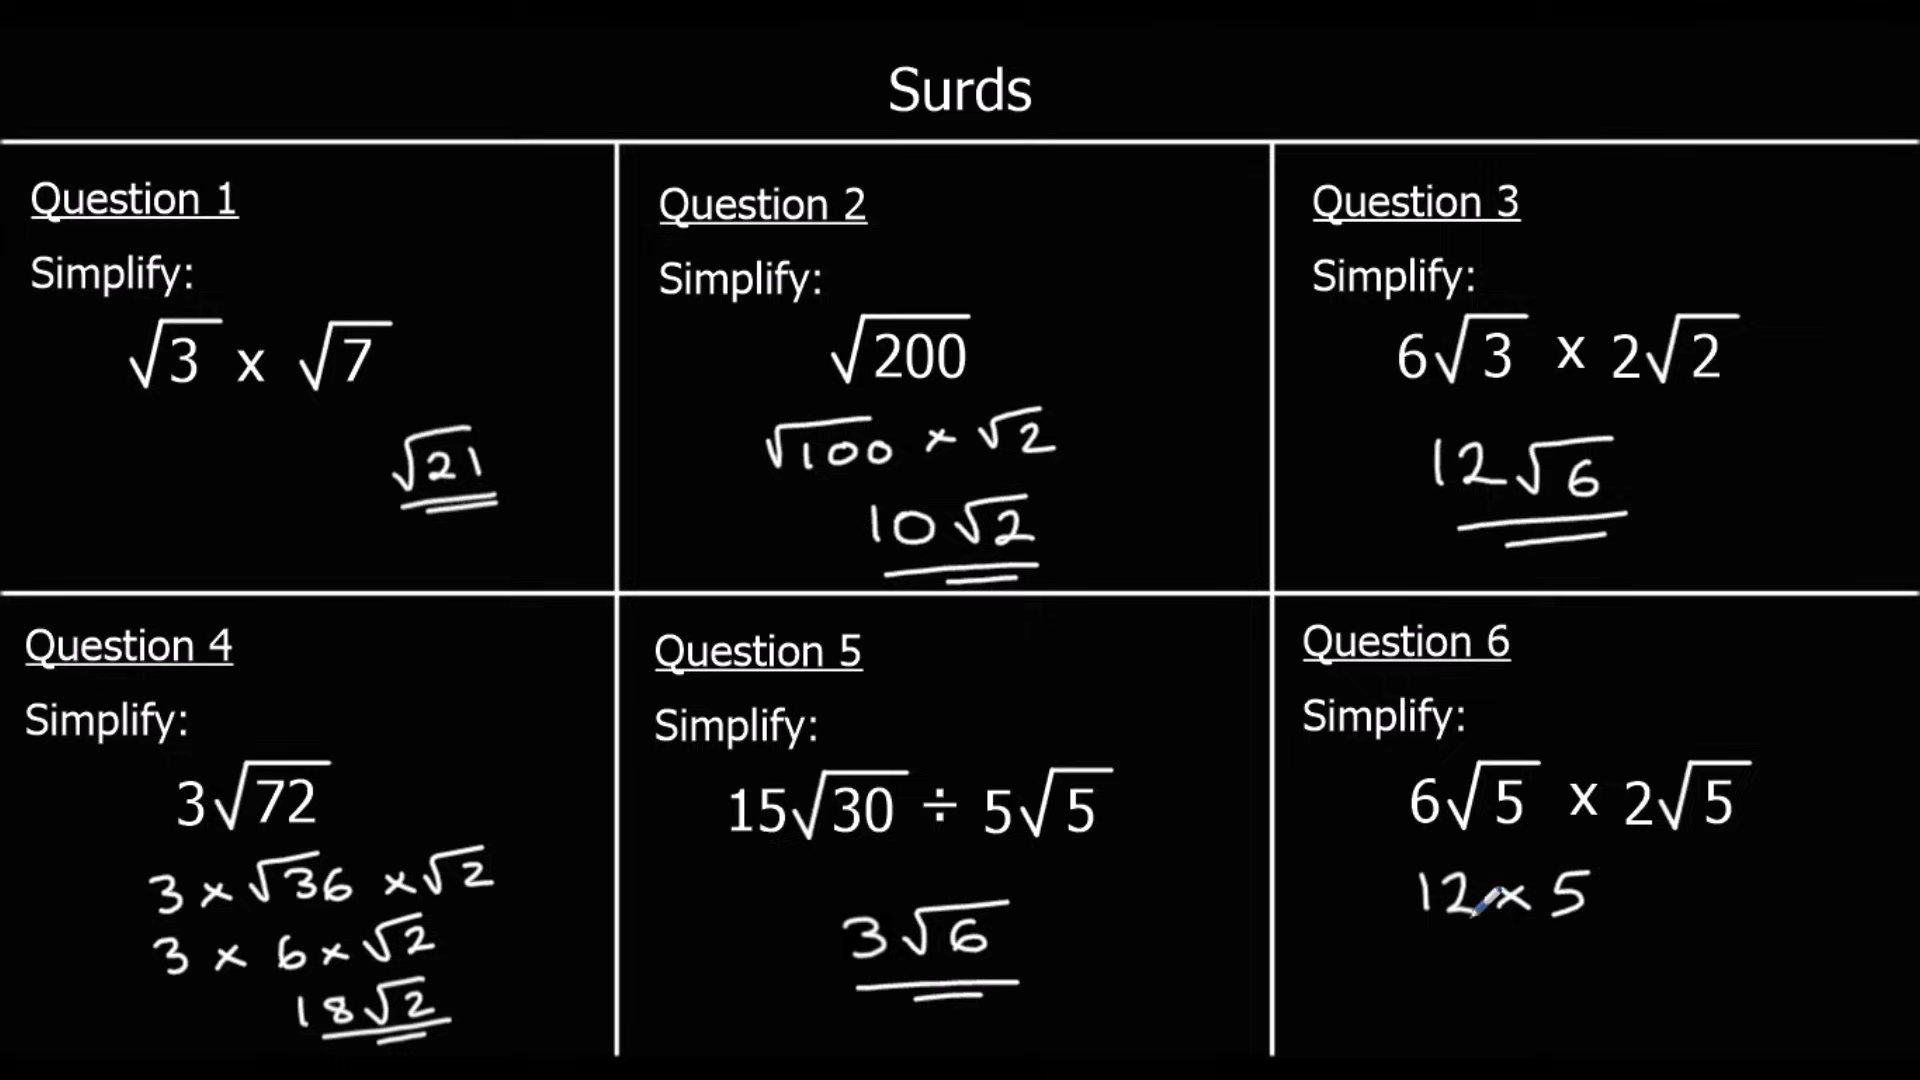 Surds
Question 1
Simplify:
√3 x √7
√21
Question 2
Simplify:
√200
√100 × √2
10√2
Question 3
Simplify:
6√3 x 2√2
12√6
Question 4
Simplify:
3√72
3 × √36 × √2
3 × 6 × √2
18√2
Question 5
Simplify:
15√30 ÷ 5√5
3√6
Question 6
Simplify:
6√5 x 2√5
12 × 5